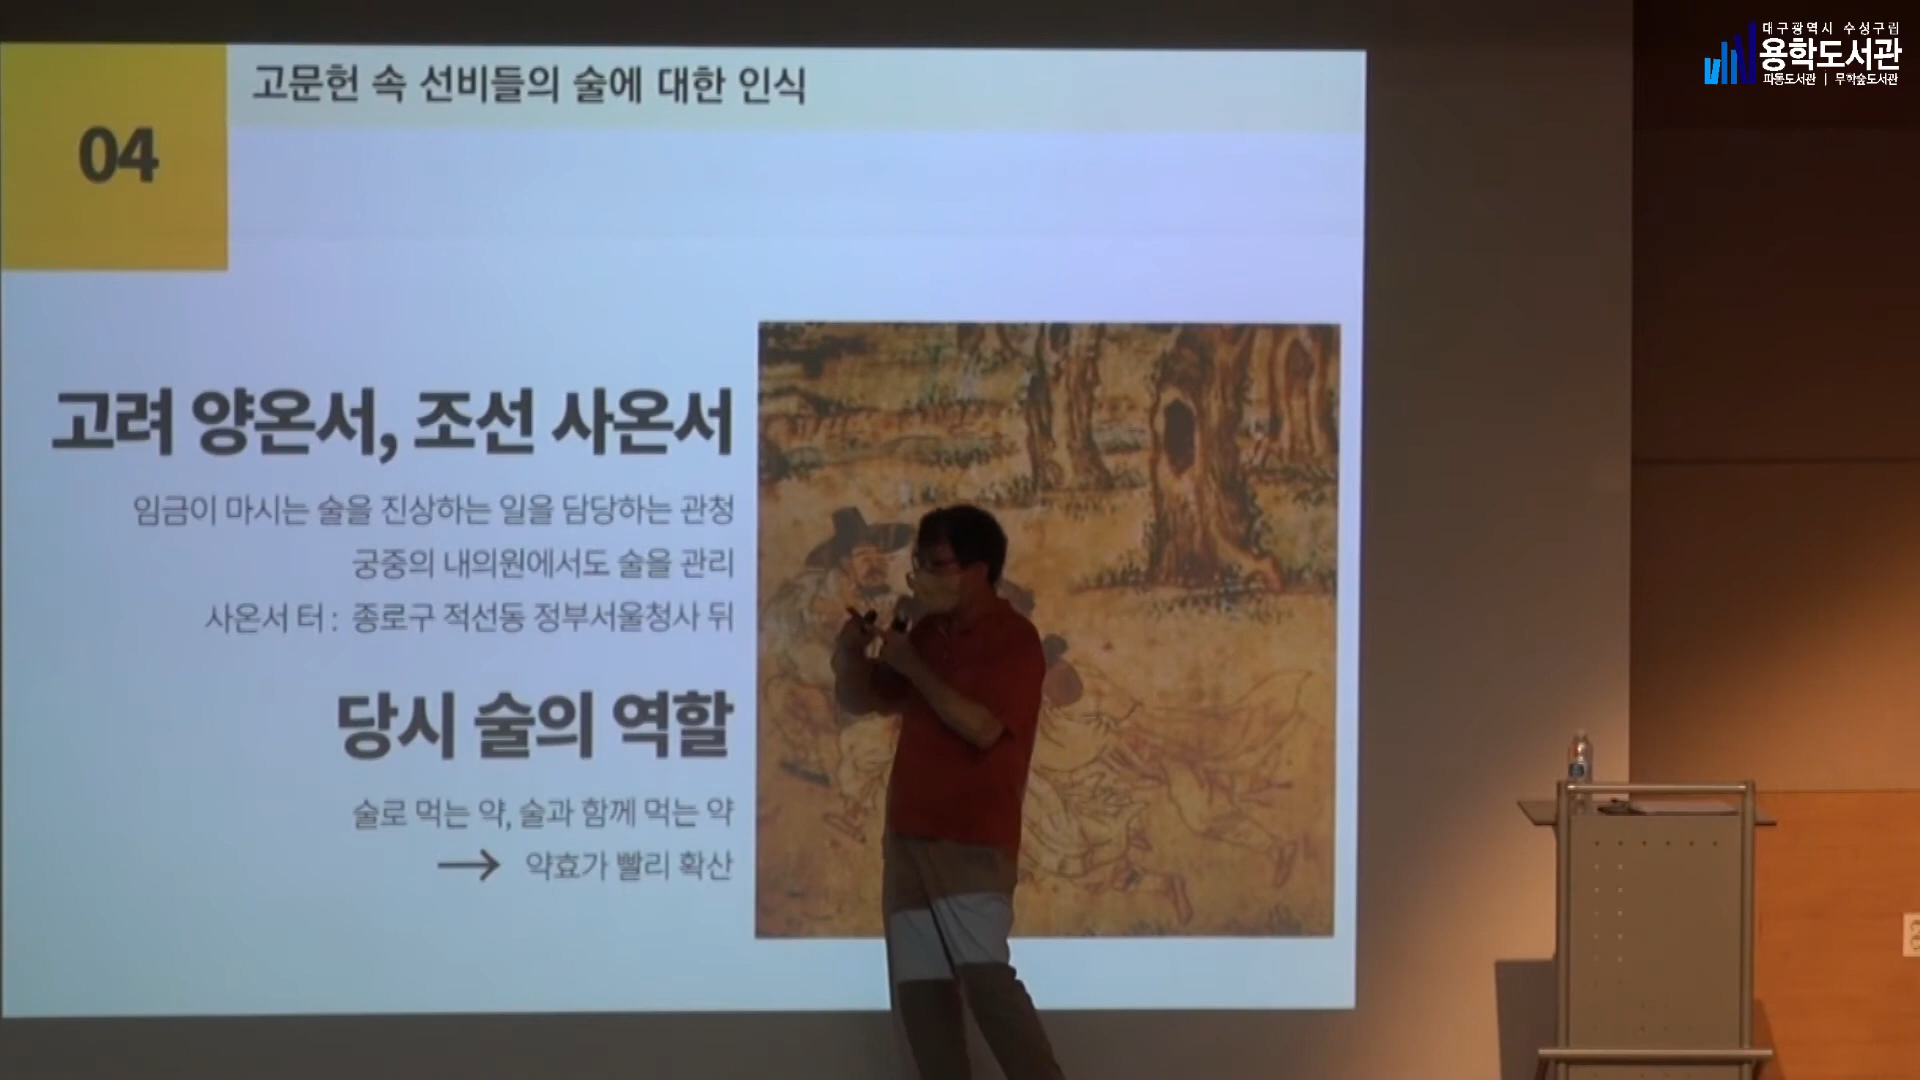 대구광역시 수성구립
용학도서관
파동도서관 | 무학숲도서관
04
고문헌 속 선비들의 술에 대한 인식
고려 양온서, 조선 사온서
임금이 마시는 술을 진상하는 일을 담당하는 관청
궁중의 내의원에서도 술을 관리
사온서 터 : 종로구 적선동 정부서울청사 뒤
당시 술의 역할
술로 먹는 약, 술과 함께 먹는 약
→ 약효가 빨리 확산